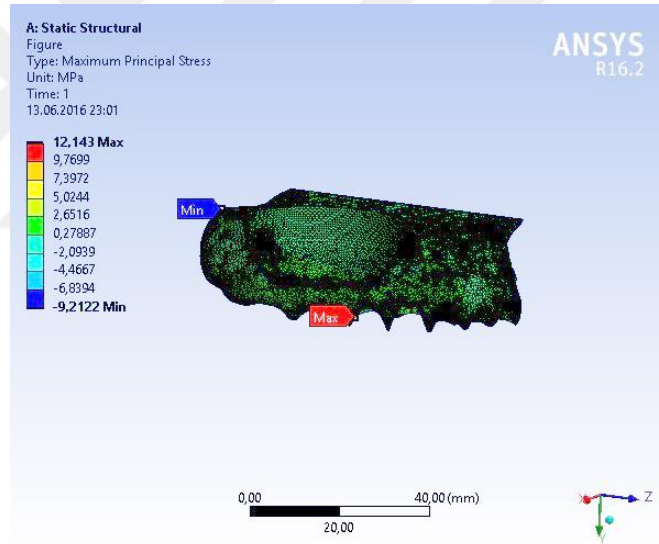 A: Static Structural
Figure
Type: Maximum Principal Stress
Unit: MPa
Time: 1
13.06.2016 23:01
ANSYS
R16.2
12,143 Max
9,7699
7,3972
5,0244
2,6516
0,27887
-2,0939
-4,4667
-6,8394
-9,2122 Min
Min
Max
0,00
40,00 (mm)
20,00
X
Y
Z